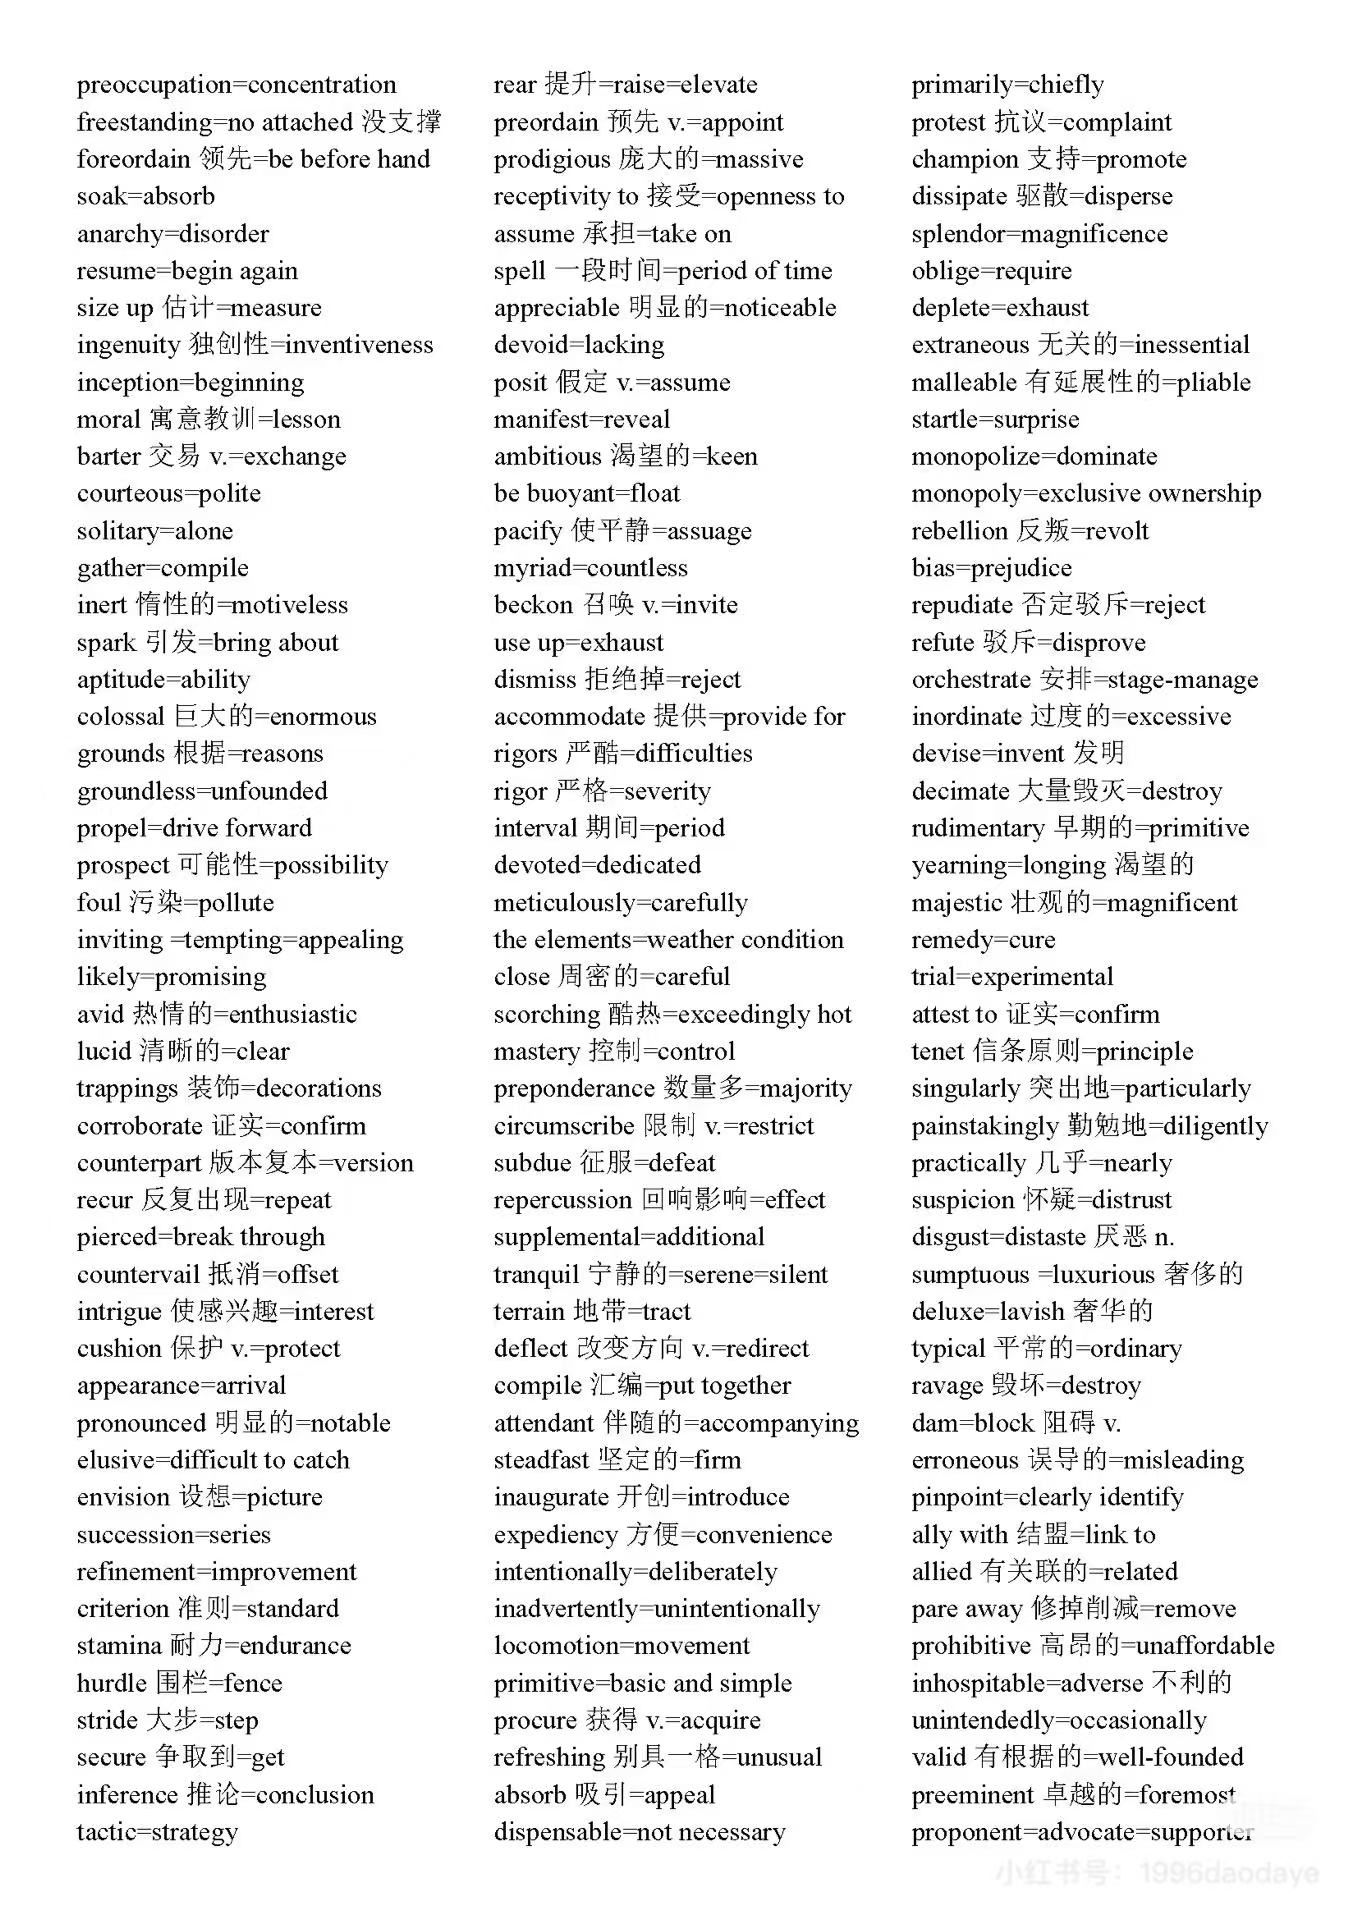 preoccupation=concentration
freestanding=no attached 没支撑
foreordain 领先=be before hand
soak=absorb
anarchy=disorder
resume=begin again
size up 估计=measure
ingenuity 独创性=inventiveness
inception=beginning
moral 寓意教训=lesson
barter 交易 v.=exchange
courteous=polite
solitary=alone
gather=compile
inert 惰性的=motiveless
spark 引发=bring about
aptitude=ability
colossal 巨大的=enormous
grounds 根据=reasons
groundless=unfounded
propel=drive forward
prospect 可能性=possibility
foul 污染=pollute
inviting =tempting=appealing
likely=promising
avid 热情的=enthusiastic
lucid 清晰的=clear
trappings 装饰=decorations
corroborate 证实=confirm
counterpart 版本复本=version
recur 反复出现=repeat
pierced=break through
countervail 抵消=offset
intrigue 使感兴趣=interest
cushion 保护 v.=protect
appearance=arrival
pronounced 明显的=notable
elusive=difficult to catch
envision 设想=picture
succession=series
refinement=improvement
criterion 准则=standard
stamina 耐力=endurance
hurdle 围栏=fence
stride 大步=step
secure 争取到=get
inference 推论=conclusion
tactic=strategy
rear 提升=raise=elevate
preordain 预先 v.=appoint
prodigious 庞大的=massive
receptivity to 接受=openness to
assume 承担=take on
spell 一段时间=period of time
appreciable 明显的=noticeable
devoid=lacking
posit 假定 v.=assume
manifest=reveal
ambitious 渴望的=keen
be buoyant=float
pacify 使平静=assuage
myriad=countless
beckon 召唤 v.=invite
use up=exhaust
dismiss 拒绝掉=reject
accommodate 提供=provide for
rigors 严酷=difficulties
rigor 严格=severity
interval 期间=period
devoted=dedicated
meticulously=carefully
the elements=weather condition
close 周密的=careful
scorching 酷热=exceedingly hot
mastery 控制=control
preponderance 数量多=majority
circumscribe 限制 v.=restrict
subdue 征服=defeat
repercussion 回响影响=effect
supplemental=additional
tranquil 宁静的=serene=silent
terrain 地带=tract
deflect 改变方向 v.=redirect
compile 汇编=put together
attendant 伴随的=accompanying
steadfast 坚定的=firm
inaugurate 开创=introduce
expediency 方便=convenience
intentionally=deliberately
inadvertently=unintentionally
locomotion=movement
primitive=basic and simple
procure 获得 v.=acquire
refreshing 别具一格=unusual
absorb 吸引=appeal
dispensable=not necessary
primarily=chiefly
protest 抗议=complaint
champion 支持=promote
dissipate 驱散=disperse
splendor=magnificence
oblige=require
deplete=exhaust
extraneous 无关的=inessential
malleable 有延展性的=pliable
startle=surprise
monopolize=dominate
monopoly=exclusive ownership
rebellion 反叛=revolt
bias=prejudice
repudiate 否定驳斥=reject
refute 驳斥=disprove
orchestrate 安排=stage-manage
inordinate 过度的=excessive
devise=invent 发明
decimate 大量毁灭=destroy
rudimentary 早期的=primitive
yearning=longing 渴望的
majestic 壮观的=magnificent
remedy=cure
trial=experimental
attest to 证实=confirm
tenet 信条原则=principle
singularly 突出地=particularly
painstakingly 勤勉地=diligently
practically 几乎=nearly
suspicion 怀疑=distrust
disgust=distaste 厌恶 n.
sumptuous =luxurious 奢侈的
deluxe=lavish 奢华的
typical 平常的=ordinary
ravage 毁坏=destroy
dam=block 阻碍 v.
erroneous 误导的=misleading
pinpoint=clearly identify
ally with 结盟=link to
allied 有关联的=related
pare away 修掉削减=remove
prohibitive 高昂的=unaffordable
inhospitable=adverse 不利的
unintendedly=occasionally
valid 有根据的=well-founded
preeminent 卓越的=foremost
proponent=advocate=supporter
小红书号：1996daodaye